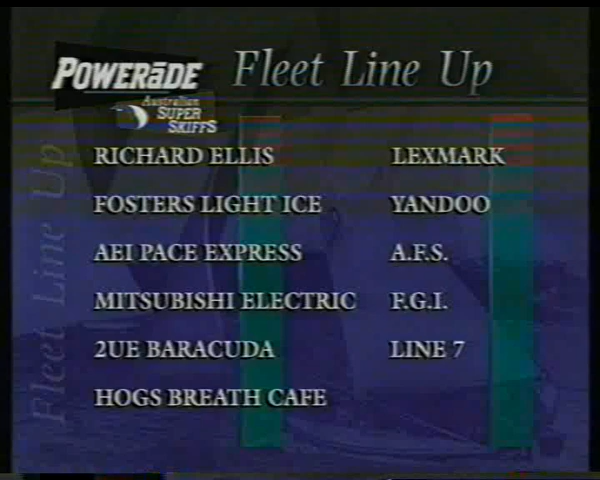 POWERāDE
Fleet Line Up
Australian
SUPER
SKIFFS
Fleet Line Up
RICHARD ELLIS
FOSTERS LIGHT ICE
AEI PACE EXPRESS
MITSUBISHI ELECTRIC
2UE BARACUDA
HOGS BREATH CAFE
LEXMARK
YANDOO
A.F.S.
F.G.I.
LINE 7